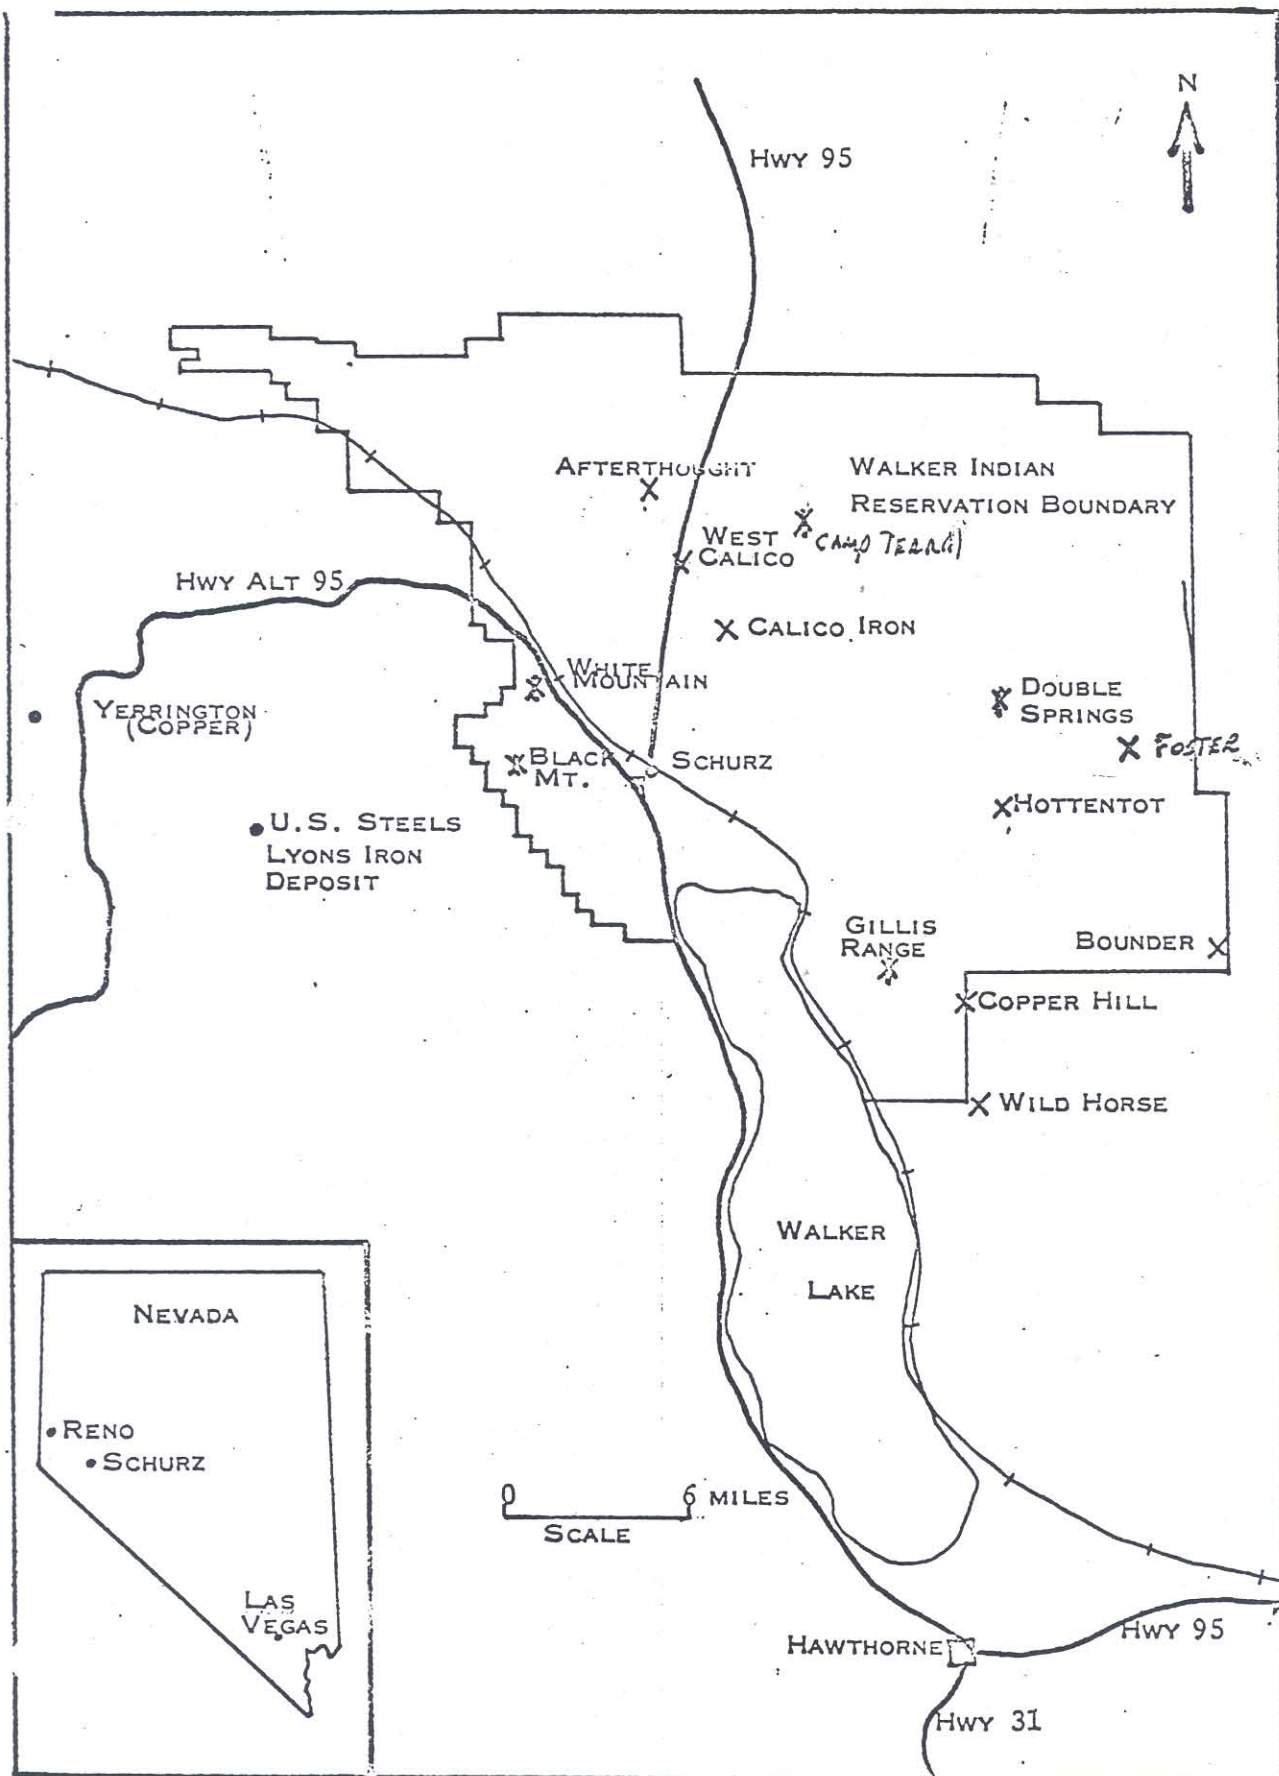 N
HWY 95
AFTERTHOUGHT
WALKER INDIAN
RESERVATION BOUNDARY
WEST
CALICO
CAMP
HWY ALT 95
CALICO IRON
WHITE
MOUNTAIN
DOUBLE
SPRINGS
YERRINGTON
(COPPER)
FOSTER
BLACK
MT.
SCHURZ
HOTTENTOT
U.S. STEELS
LYONS IRON
DEPOSIT
GILLIS
RANGE
BOUNDER
COPPER HILL
WILD HORSE
WALKER
LAKE
NEVADA
RENO
SCHURZ
LAS
VEGAS
0 6 MILES
SCALE
HAWTHORNE
HWY 95
HWY 31